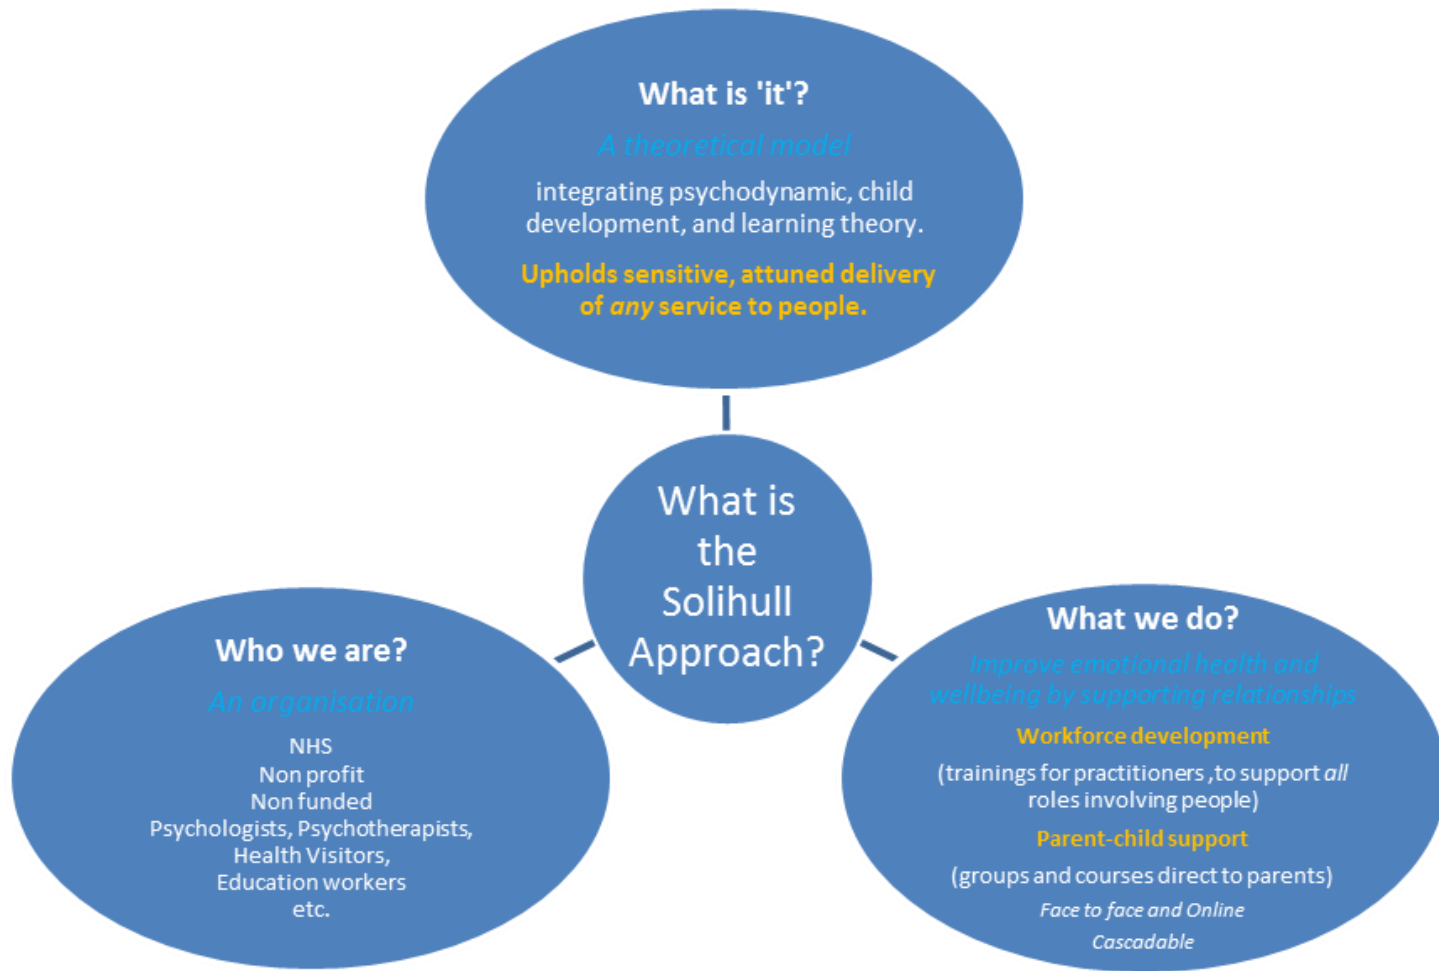 What is 'it'?
A theoretical model
integrating psychodynamic, child
development, and learning theory.
Upholds sensitive, attuned delivery
of any service to people.
What is
the
Solihull
Approach?
Who we are?
An organisation
NHS
Non profit
Non funded
Psychologists, Psychotherapists,
Health Visitors,
Education workers
etc.
What we do?
Improve emotional health and
wellbeing by supporting relationships
Workforce development
(trainings for practitioners ,to support all
roles involving people)
Parent-child support
(groups and courses direct to parents)
Face to face and Online
Cascadable